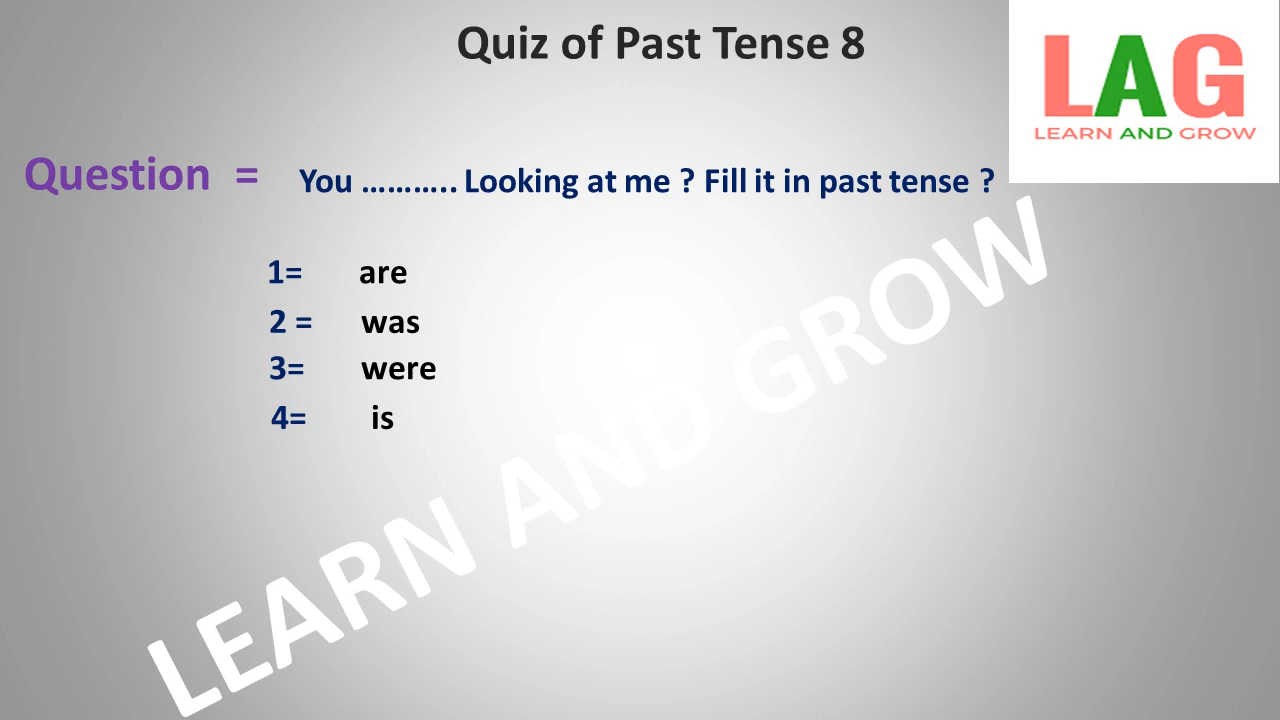 Quiz of Past Tense 8
LAG
LEARN AND GROW
Question = You ……….. Looking at me ? Fill it in past tense ?
1= are
2 = was
3= were
4= is
LEARN AND GROW